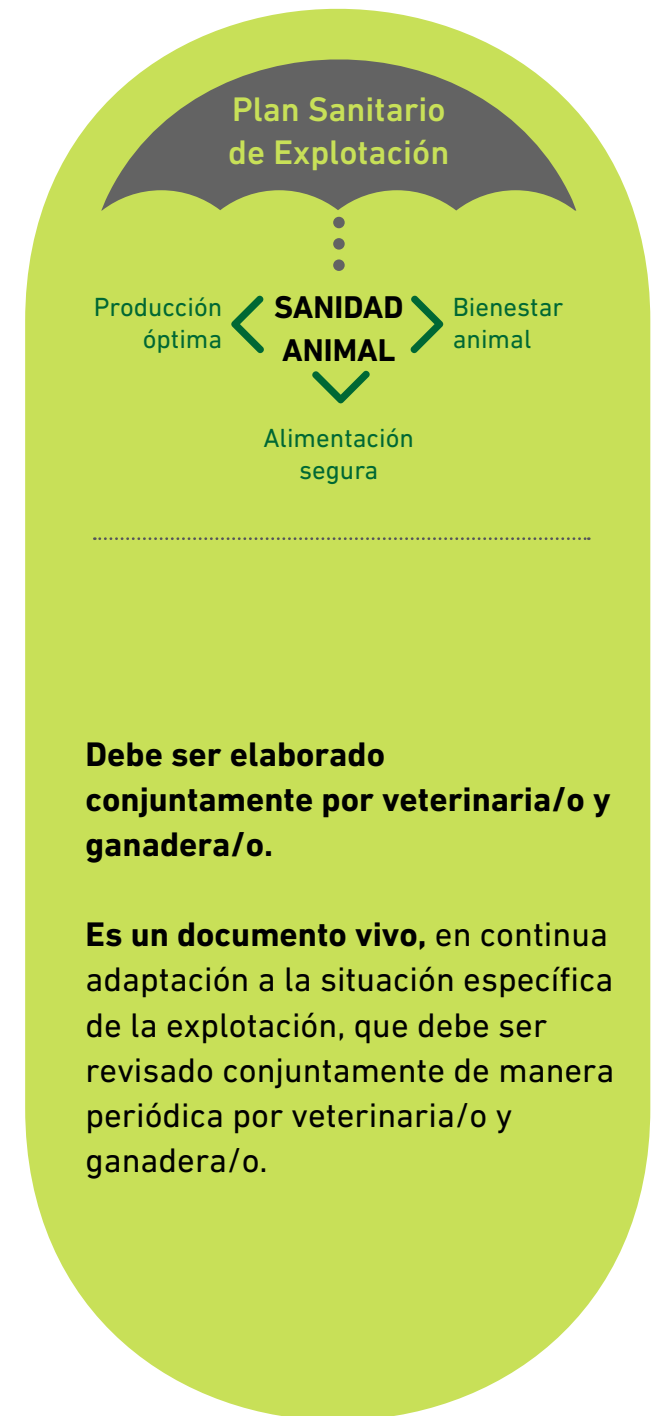 Plan Sanitario
de Explotación
Producción
óptima
SANIDAD
ANIMAL
Bienestar
animal
Alimentación
segura
Debe ser elaborado
conjuntamente por veterinaria/o y
ganadera/o.
Es un documento vivo, en continua
adaptación a la situación específica
de la explotación, que debe ser
revisado conjuntamente de manera
periódica por veterinaria/o y
ganadera/o.